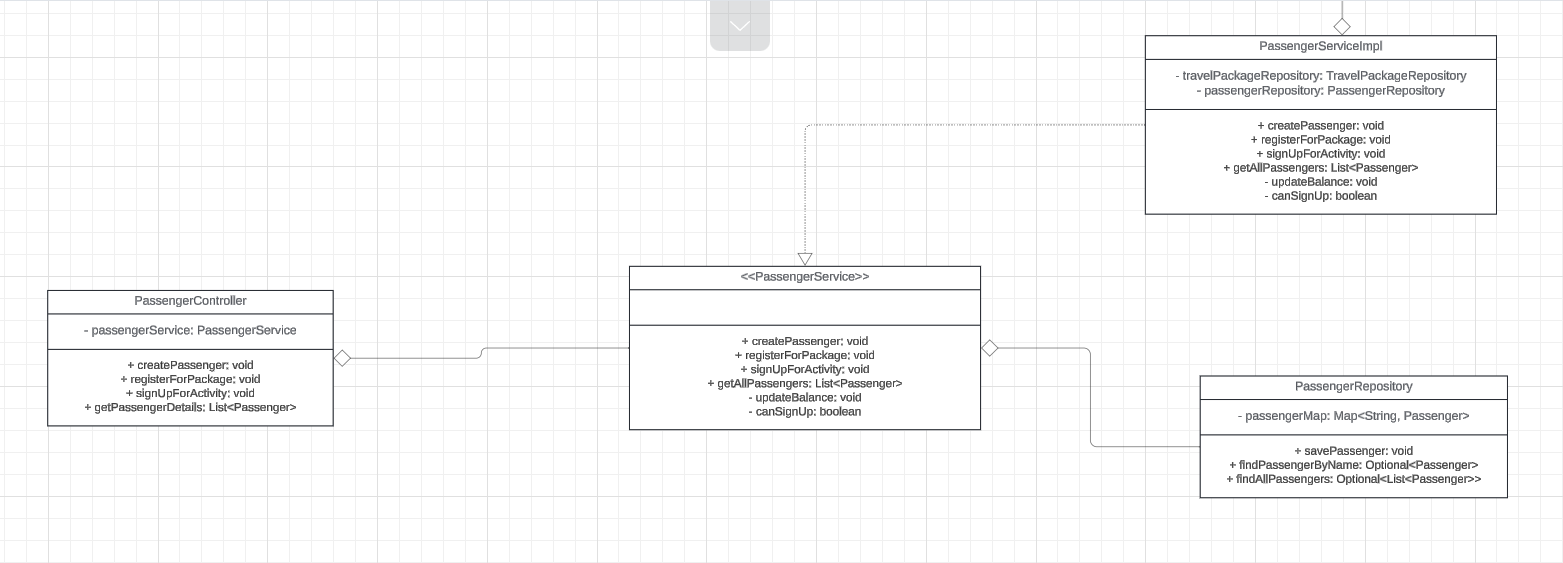 PassengerServiceImpl
- travelPackageRepository: TravelPackageRepository
- passengerRepository: PassengerRepository
+ createPassenger: void
+ registerForPackage: void
+ signUpForActivity: void
+ getAllPassengers: List<Passenger>
- updateBalance: void
- canSignUp: boolean
<<PassengerService>>
+ createPassenger: void
+ registerForPackage: void
+ signUpForActivity: void
+ getAllPassengers: List<Passenger>
- updateBalance: void
- canSignUp: boolean
PassengerController
- passengerService: PassengerService
+ createPassenger: void
+ registerForPackage: void
+ signUpForActivity: void
+ getPassengerDetails: List<Passenger>
PassengerRepository
- passengerMap: Map<String, Passenger>
+ savePassenger: void
+ findPassengerByName: Optional<Passenger>
+ findAllPassengers: Optional<List<Passenger>>